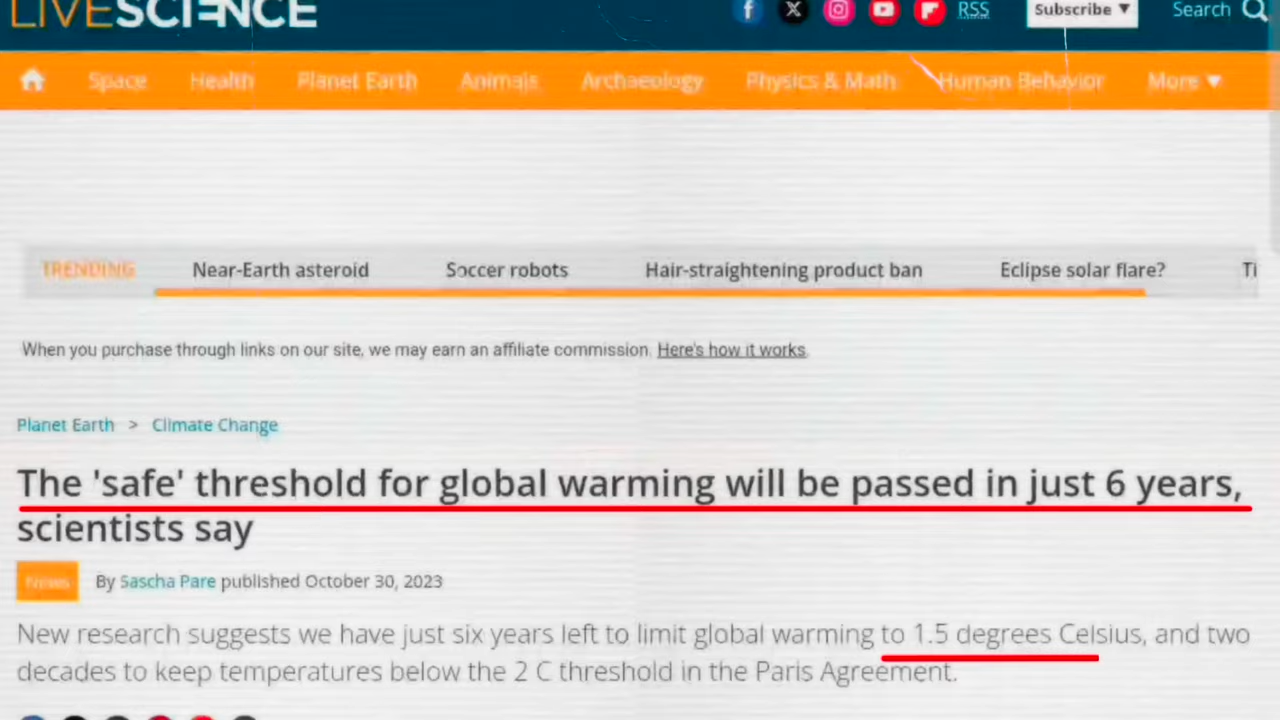 LIVESCIENCE
RSS
Subscribe ▼
Search
Space Health Planet Earth Animals Archaeology Physics & Math Human Behavior More ▼
TRENDING Near-Earth asteroid Soccer robots Hair-straightening product ban Eclipse solar flare?
When you purchase through links on our site, we may earn an affiliate commission. Here's how it works.
Planet Earth > Climate Change
The 'safe' threshold for global warming will be passed in just 6 years,
scientists say
News By Sascha Pare published October 30, 2023
New research suggests we have just six years left to limit global warming to 1.5 degrees Celsius, and two
decades to keep temperatures below the 2 C threshold in the Paris Agreement.